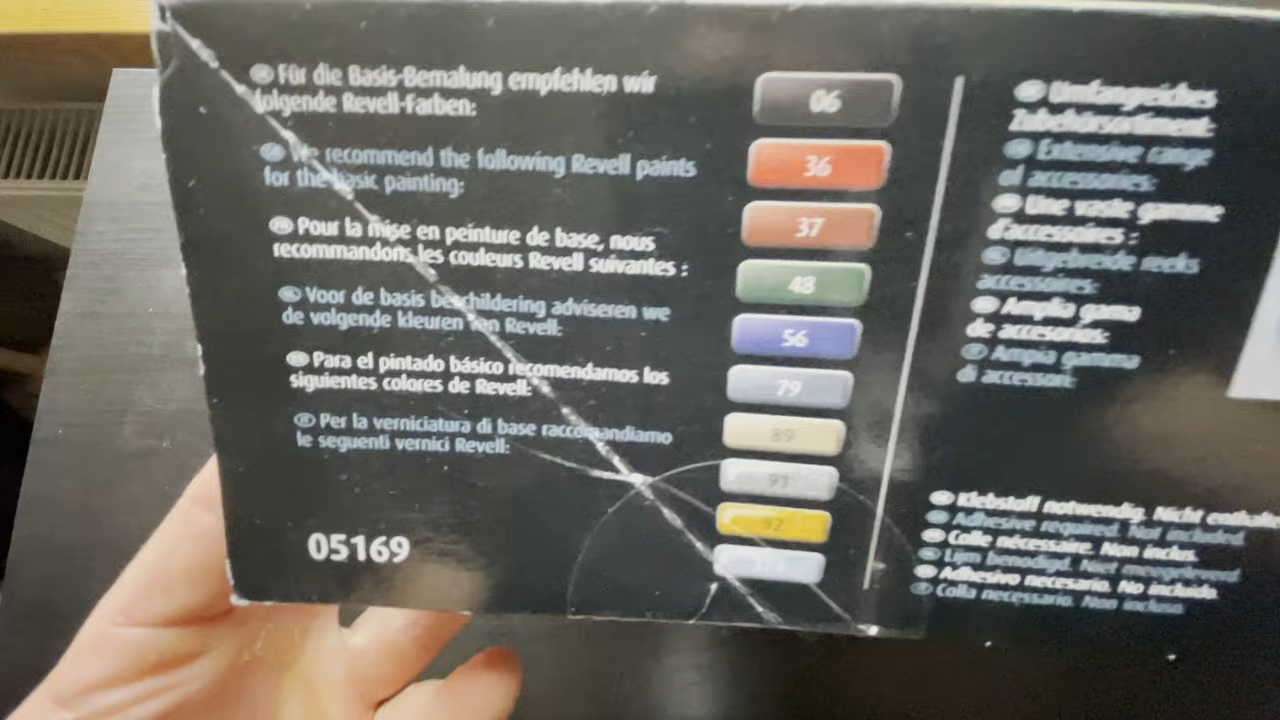 Für die Basis-Bemalung empfehlen wir
folgende Revell-Farben:
We recommend the following Revell paints
for the basic painting:
Pour la mise en peinture de base, nous
recommandons les couleurs Revell suivantes :
Voor de basis beschildering adviseren we
de volgende kleuren van Revell:
Para el pintado básico recomendamos los
siguientes colores de Revell:
Per la verniciatura di base raccomandiamo
le seguenti vernici Revell:
05169
06
36
37
48
56
79
89
91
92
Umfangreiches
Zubehörsortiment:
Extensive range
of accessories:
Une vaste gamme
d'accessoires :
Uitgebreide reeks
accessoires:
Amplia gama
de accesorios:
Ampia gamma
di accessori:
Klebstoff notwendig. Nicht
Adhesive required. Not included
Colle nécessaire. Non inclus.
Lijm benodigd. Niet meegeleverd
Adhesivo necesario. No incluido.
Colla necessario. Non incluso